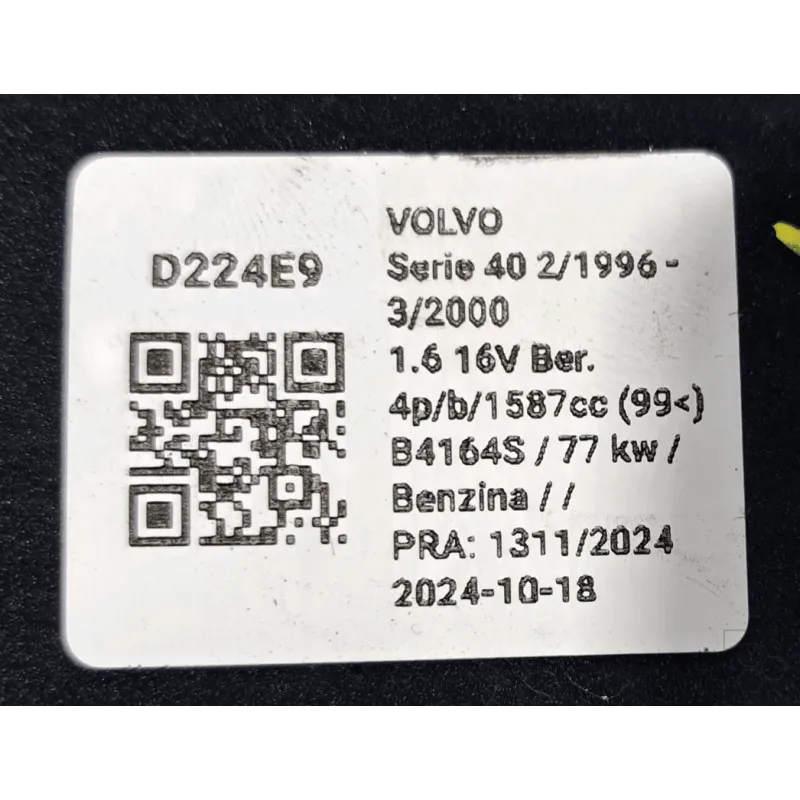 D224E9
VOLVO
Serie 40 2/1996 -
3/2000
1.6 16V Ber.
4p/b/1587cc (99<)
B4164S / 77 kw /
Benzina / /
PRA: 1311/2024
2024-10-18